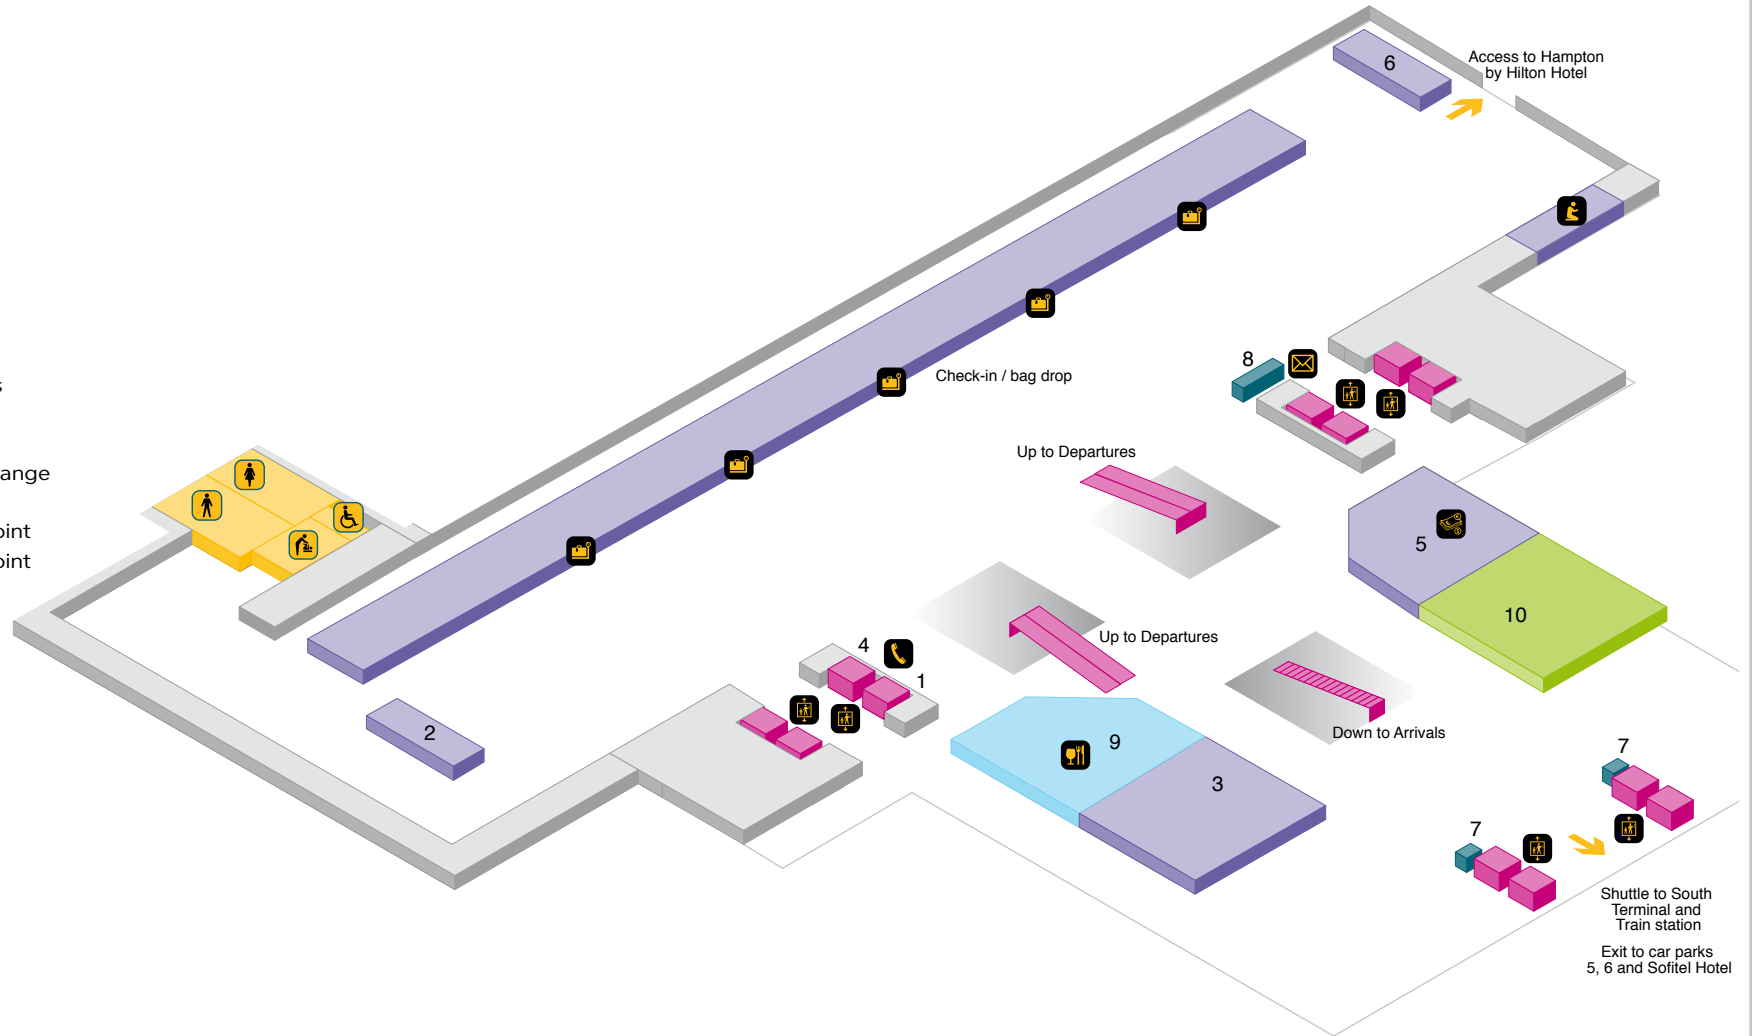 6
Access to Hampton
by Hilton Hotel
8
Check-in / bag drop
Up to Departures
ange
oint
oint
5
10
Up to Departures
4
1
2
9
3
Down to Arrivals
7
7
Shuttle to South
Terminal and
Train station
Exit to car parks
5, 6 and Sofitel Hotel